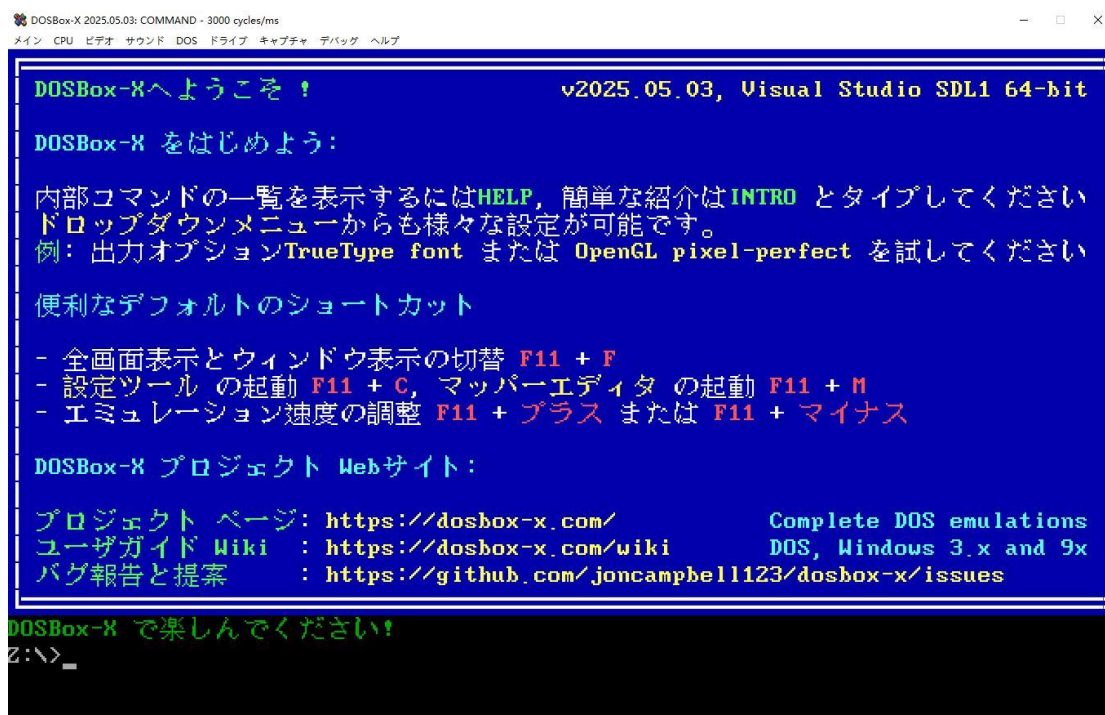 DOSBox-X 2025.05.03: COMMAND - 3000 cycles/ms
メイン CPU ビデオ サウンド DOS ドライブ キャプチャ デバッグ ヘルプ
DOSBox-Xへようこそ ! v2025.05.03, Visual Studio SDL1 64-bit
DOSBox-X をはじめよう:
内部コマンドの一覧を表示するにはHELP, 簡単な紹介はINTRO とタイプしてください
ドロップダウンメニューからも様々な設定が可能です。
例: 出力オプションTrueType font または OpenGL pixel-perfect を試してください
便利なデフォルトのショートカット
- 全画面表示とウィンドウ表示の切替 F11 + F
- 設定ツール の起動 F11 + C, マッパーエディタ の起動 F11 + M
- エミュレーション速度の調整 F11 + プラス または F11 + マイナス
DOSBox-X プロジェクト Webサイト:
プロジェクト ページ: https://dosbox-x.com/ Complete DOS emulations
ユーザガイド Wiki : https://dosbox-x.com/wiki DOS, Windows 3.x and 9x
バグ報告と提案 : https://github.com/joncampbell123/dosbox-x/issues
DOSBox-X で楽しんでください!
Z:\>_